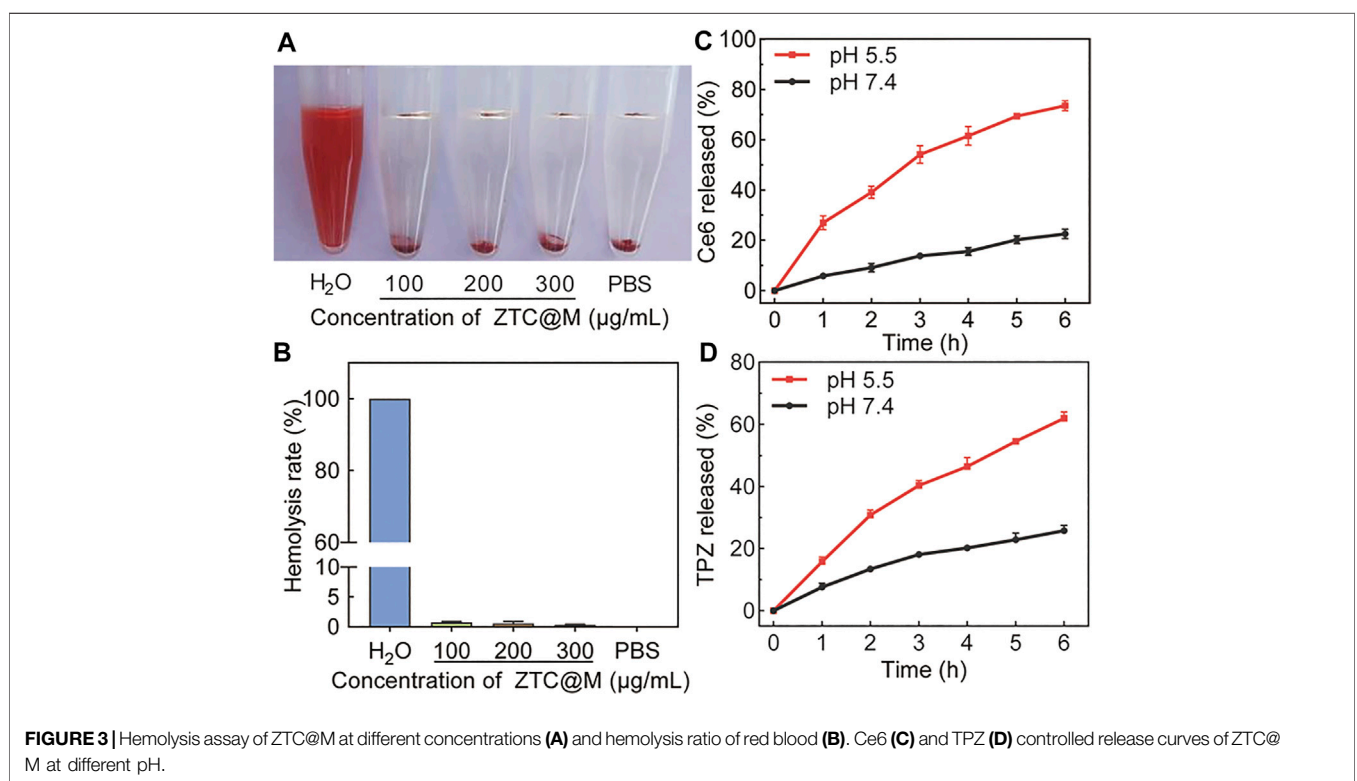 A
H₂O 100 200 300 PBS
Concentration of ZTC@M (µg/mL)
B
Hemolysis rate (%)
100
80
60
10
5
0
H₂O 100 200 300 PBS
Concentration of ZTC@M (µg/mL)
C
Ce6 released (%)
100
80
60
40
20
0
pH 5.5
pH 7.4
0 1 2 3 4 5 6
Time (h)
D
TPZ released (%)
80
60
40
20
0
pH 5.5
pH 7.4
0 1 2 3 4 5 6
Time (h)
FIGURE 3 | Hemolysis assay of ZTC@M at different concentrations (A) and hemolysis ratio of red blood (B). Ce6 (C) and TPZ (D) controlled release curves of ZTC@
M at different pH.